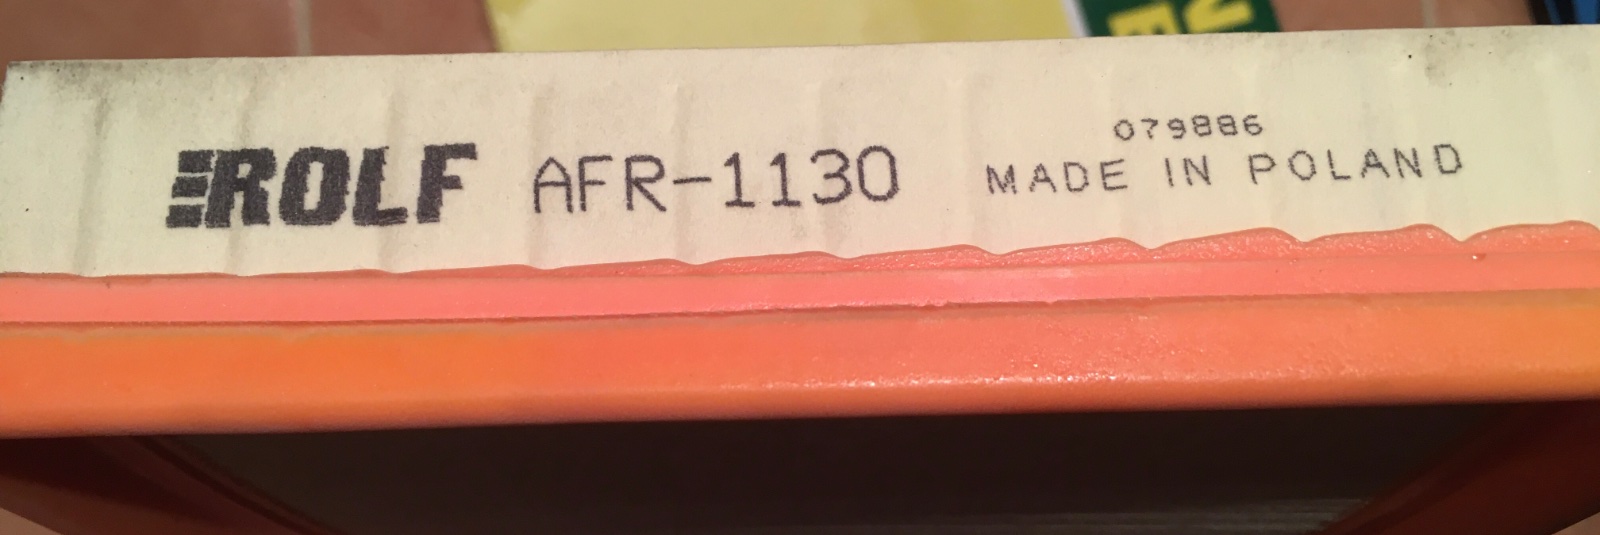 ROLF AFR-1130
079886
MADE IN POLAND